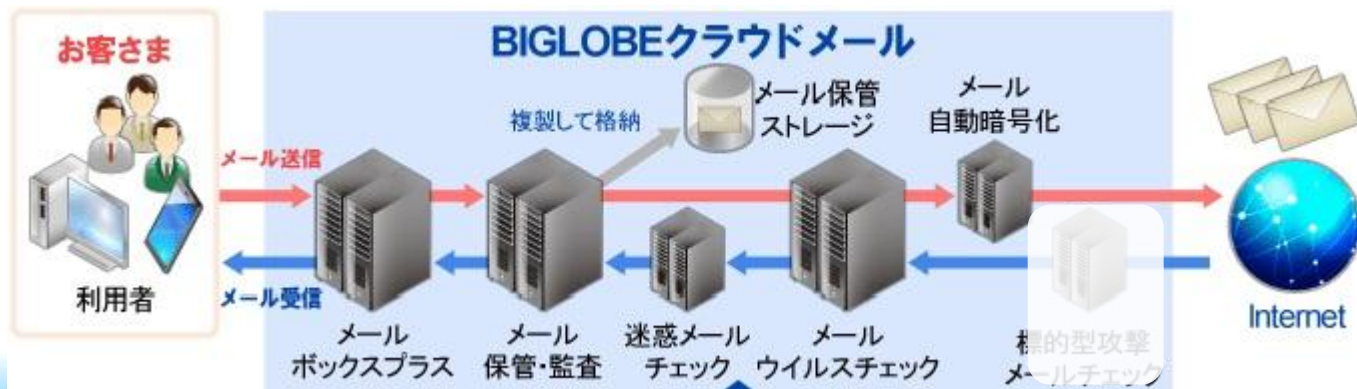 BIGLOBEクラウドメール
お客さま
利用者
メール送信
メール受信
複製して格納
メール保管
ストレージ
メール
自動暗号化
メール
ボックスプラス
メール
保管・監査
迷惑メール
チェック
メール
ウイルスチェック
標的型攻撃
メールチェック
Internet